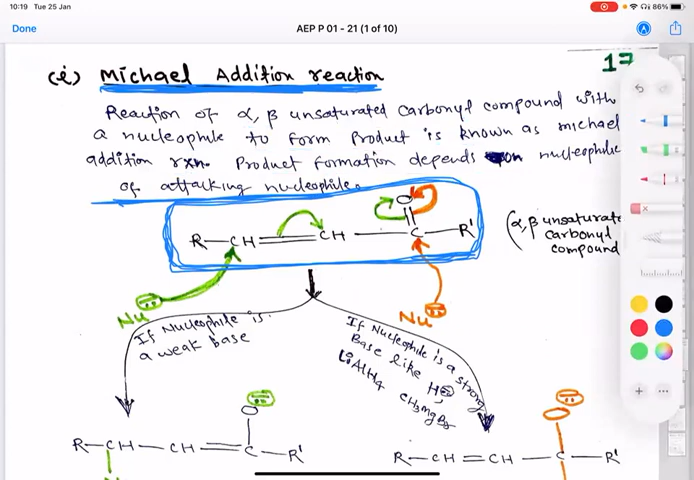 10:19 Tue 25 Jan
86%
Done
AEP P 01 - 21 (1 of 10)
17
(i) Michael Addition reaction
Reaction of α, β unsaturated carbonyl compound with
a nucleophile to form Product is known as michael
addition rxn. Product formation depends on nucleophile
of attacking nucleophile.
R—CH═CH—C—R'
O
(α, β unsaturate
carbonyl
compound
Nu
Nu
If Nucleophile is
a weak base
If Nucleophile is a strong
Base like H⊖,
LiAlH4 CH3MgBr
O
R—CH—CH═C—R'
Nu
O
R—CH═CH—C—R'